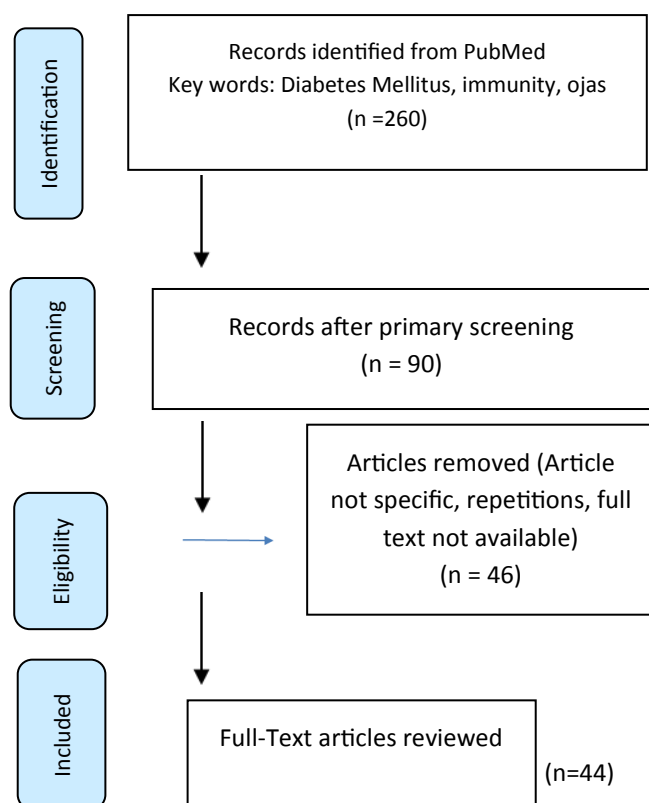 Identification
Records identified from PubMed
Key words: Diabetes Mellitus, immunity, ojas
(n =260)
Screening
Records after primary screening
(n = 90)
Eligibility
Articles removed (Article
not specific, repetitions, full
text not available)
(n = 46)
Included
Full-Text articles reviewed
(n=44)